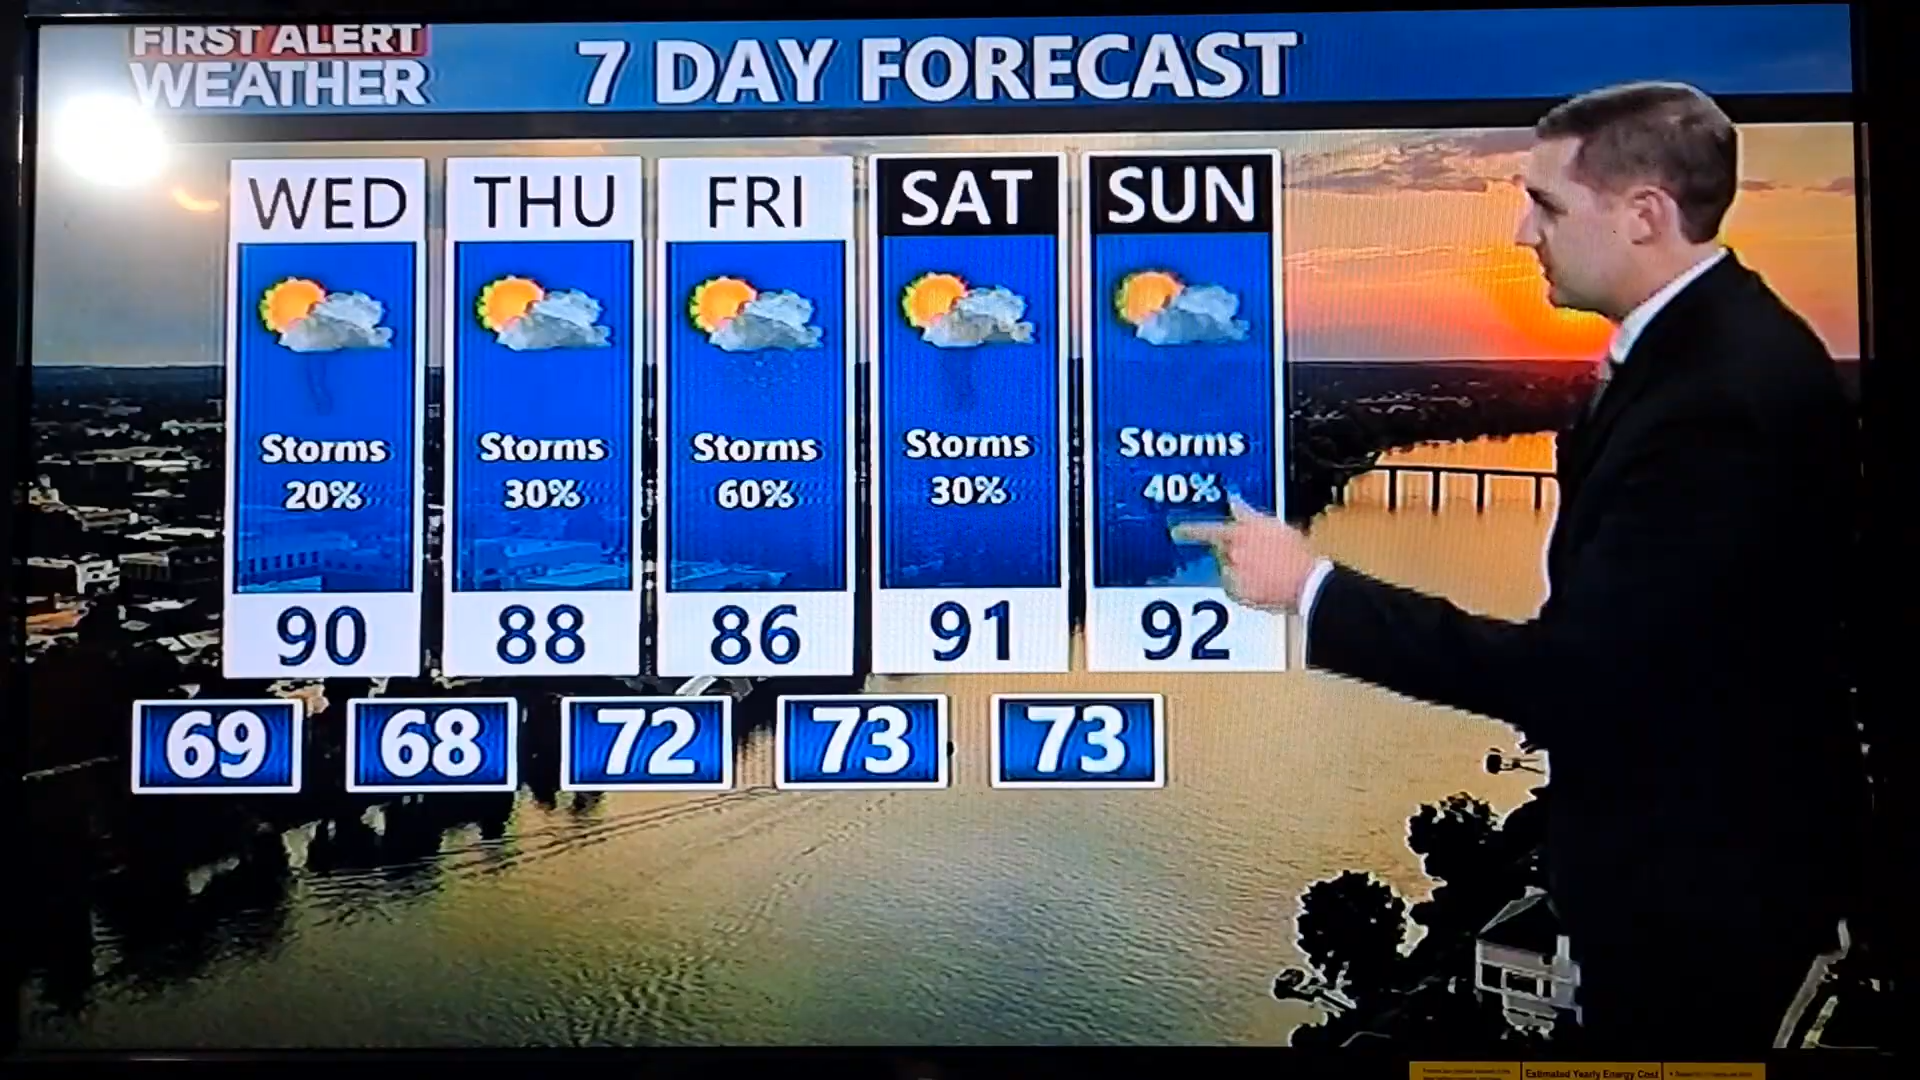 FIRST ALERT
WEATHER
7 DAY FORECAST
WED THU FRI SAT SUN
Storms Storms Storms Storms Storms
20% 30% 60% 30% 40%
90 88 86 91 92
69 68 72 73 73
Estimated Yearly Energy Cost